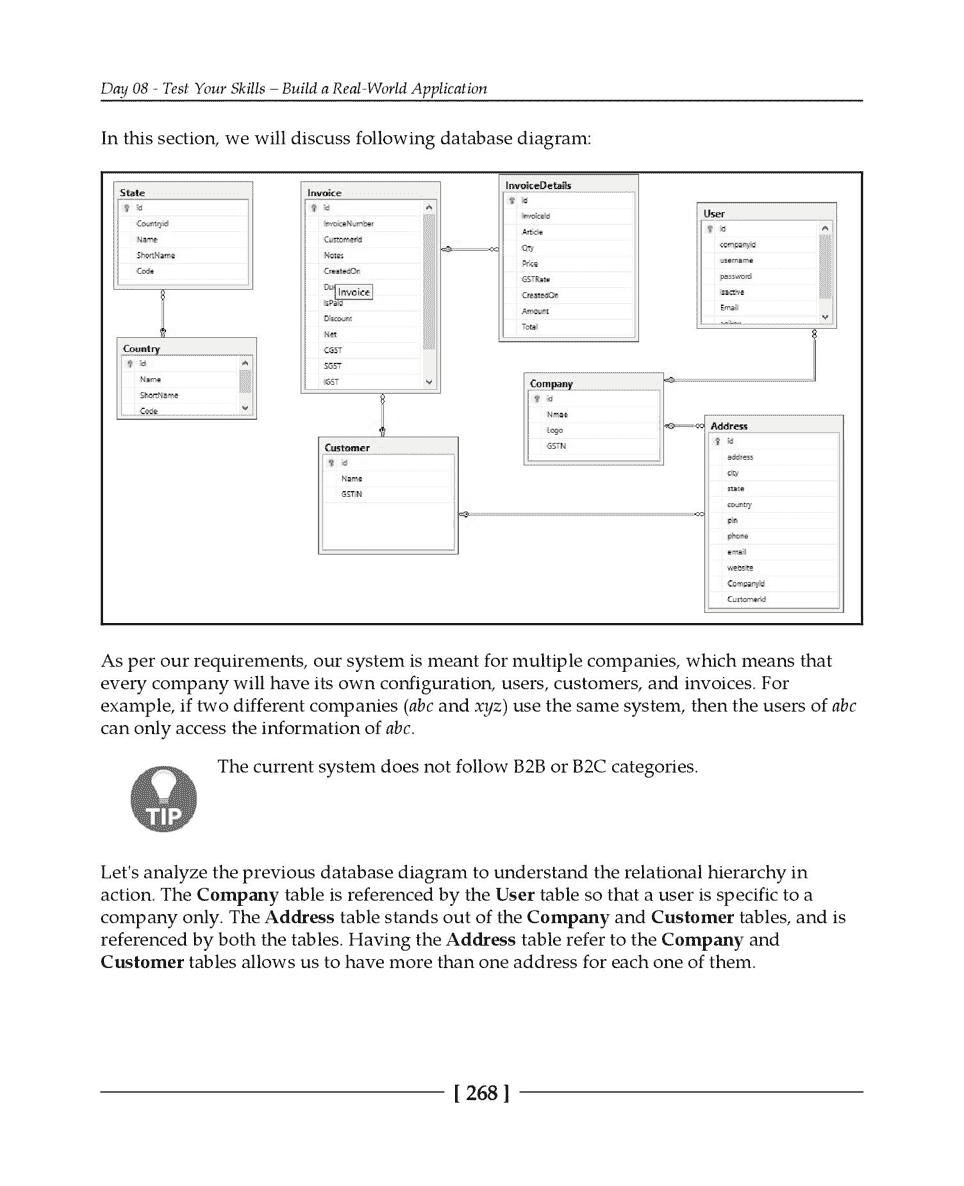 Day 08 - Test Your Skills – Build a Real-World Application
In this section, we will discuss following database diagram:
State
id
Countryid
Name
ShortName
Code
Country
id
Name
ShortName
Code
Invoice
id
InvoiceNumber
CustomerId
Notes
CreatedOn
Invoice
IsPaid
Discount
Net
CGST
SGST
IGST
Customer
id
Name
GSTIN
InvoiceDetails
id
InvoiceId
Article
Qty
Price
GSTRate
CreatedOn
Amount
Total
User
id
companyid
username
password
isactive
Email
Company
id
Nmae
Logo
GSTN
Address
id
address
city
state
country
pin
phone
email
website
CompanyId
CustomerId
As per our requirements, our system is meant for multiple companies, which means that
every company will have its own configuration, users, customers, and invoices. For
example, if two different companies (abc and xyz) use the same system, then the users of abc
can only access the information of abc.
The current system does not follow B2B or B2C categories.
TIP
Let's analyze the previous database diagram to understand the relational hierarchy in
action. The Company table is referenced by the User table so that a user is specific to a
company only. The Address table stands out of the Company and Customer tables, and is
referenced by both the tables. Having the Address table refer to the Company and
Customer tables allows us to have more than one address for each one of them.
[ 268 ]